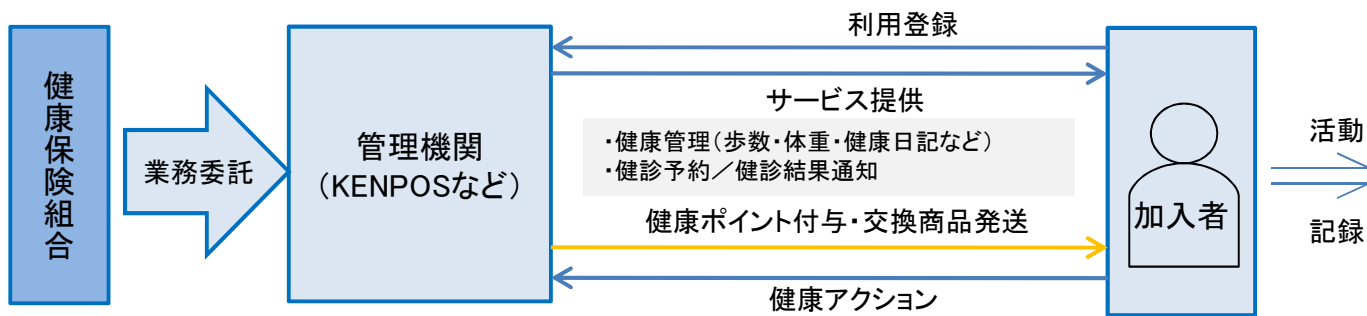 健康保険組合
業務委託
管理機関
（KENPOSなど）
利用登録
サービス提供
・健康管理（歩数・体重・健康日記など）
・健診予約／健診結果通知
健康ポイント付与・交換商品発送
健康アクション
加入者
活動
記録